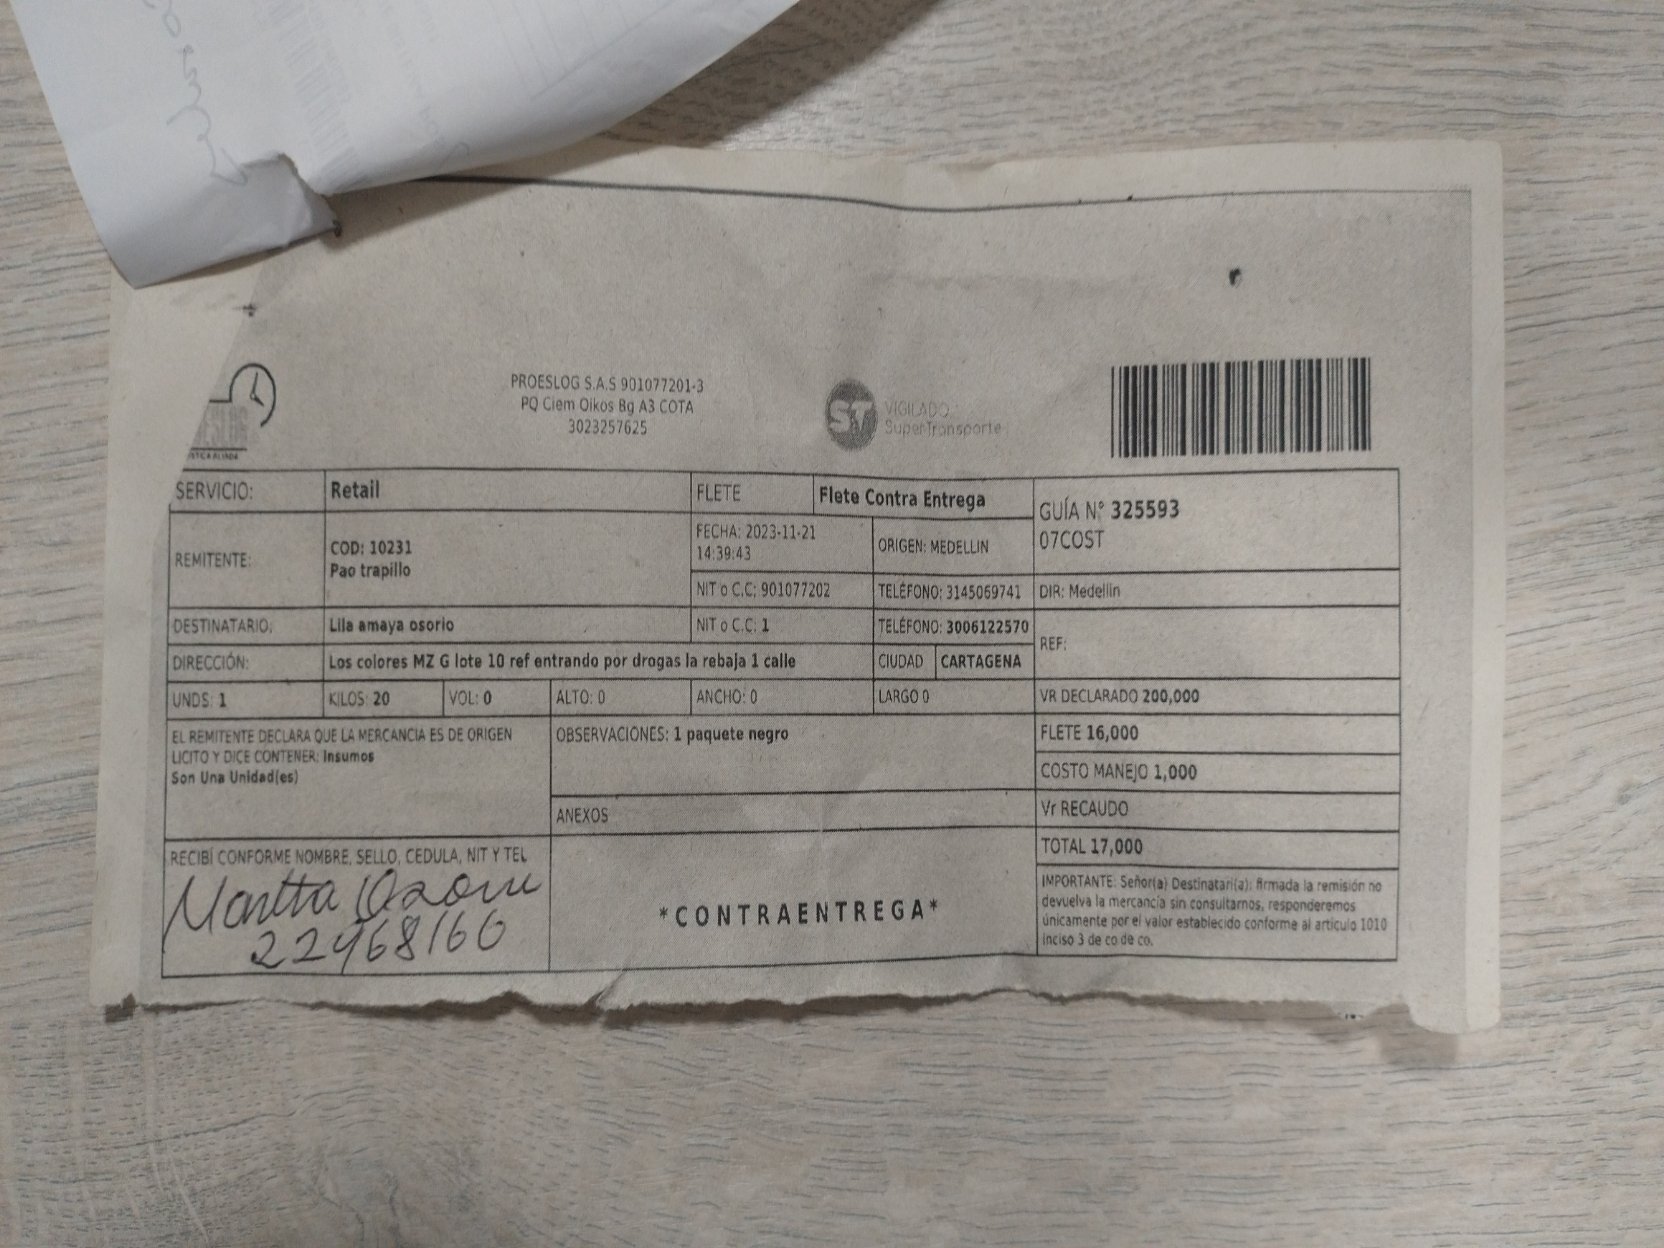 PROESLOG S.A.S 901077201-3
PQ Ciem Oikos Bg A3 COTA
3023257625
ST
VIGILADO
SuperTransporte
SERVICIO: Retail FLETE Flete Contra Entrega
GUÍA N° 325593
07COST
REMITENTE: COD: 10231
Pao trapillo
FECHA: 2023-11-21
14:39:43
ORIGEN: MEDELLIN
NIT o C.C: 901077202 TELÉFONO: 3145069741 DIR: Medellin
DESTINATARIO: Lila amaya osorio NIT o C.C: 1 TELÉFONO: 3006122570
REF:
DIRECCIÓN: Los colores MZ G lote 10 ref entrando por drogas la rebaja 1 calle CIUDAD CARTAGENA
UNDS: 1 KILOS: 20 VOL: 0 ALTO: 0 ANCHO: 0 LARGO 0 VR DECLARADO 200,000
EL REMITENTE DECLARA QUE LA MERCANCIA ES DE ORIGEN
LICITO Y DICE CONTENER: Insumos
Son Una Unidad(es)
OBSERVACIONES: 1 paquete negro
ANEXOS
FLETE 16,000
COSTO MANEJO 1,000
Vr RECAUDO
TOTAL 17,000
RECIBÍ CONFORME NOMBRE, SELLO, CEDULA, NIT Y TEL
22968160
*CONTRAENTREGA*
IMPORTANTE: Señor(a) Destinatari(a): firmada la remisión no
devuelva la mercancía sin consultarnos, responderemos
únicamente por el valor establecido conforme al articulo 1010
inciso 3 de co de co.